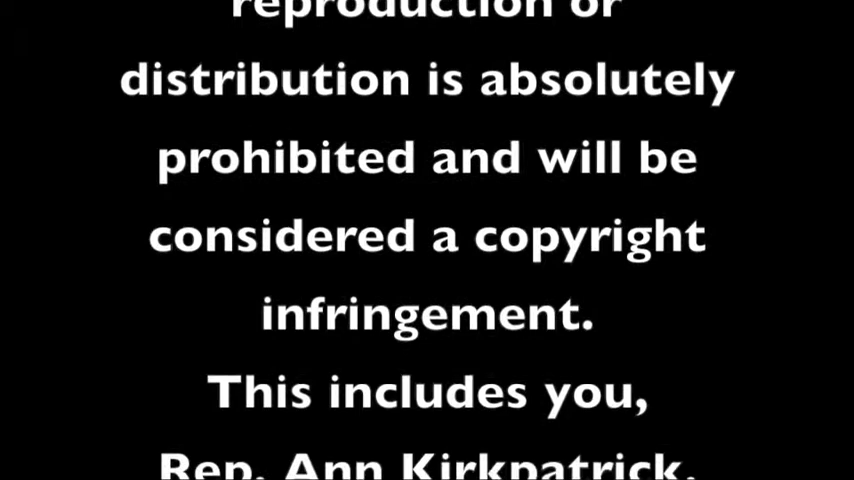 reproduction or
distribution is absolutely
prohibited and will be
considered a copyright
infringement.
This includes you,
Rep. Ann Kirkpatrick.